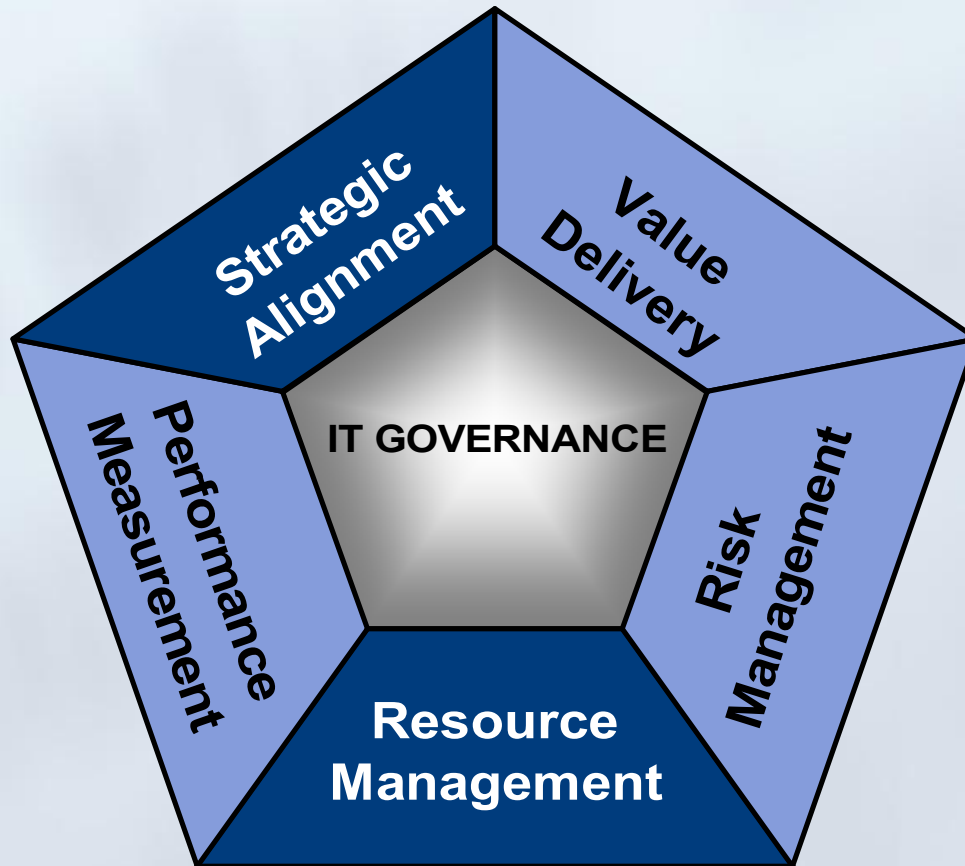 Strategic
Alignment
Value
Delivery
IT GOVERNANCE
Performance
Measurement
Risk
Management
Resource
Management